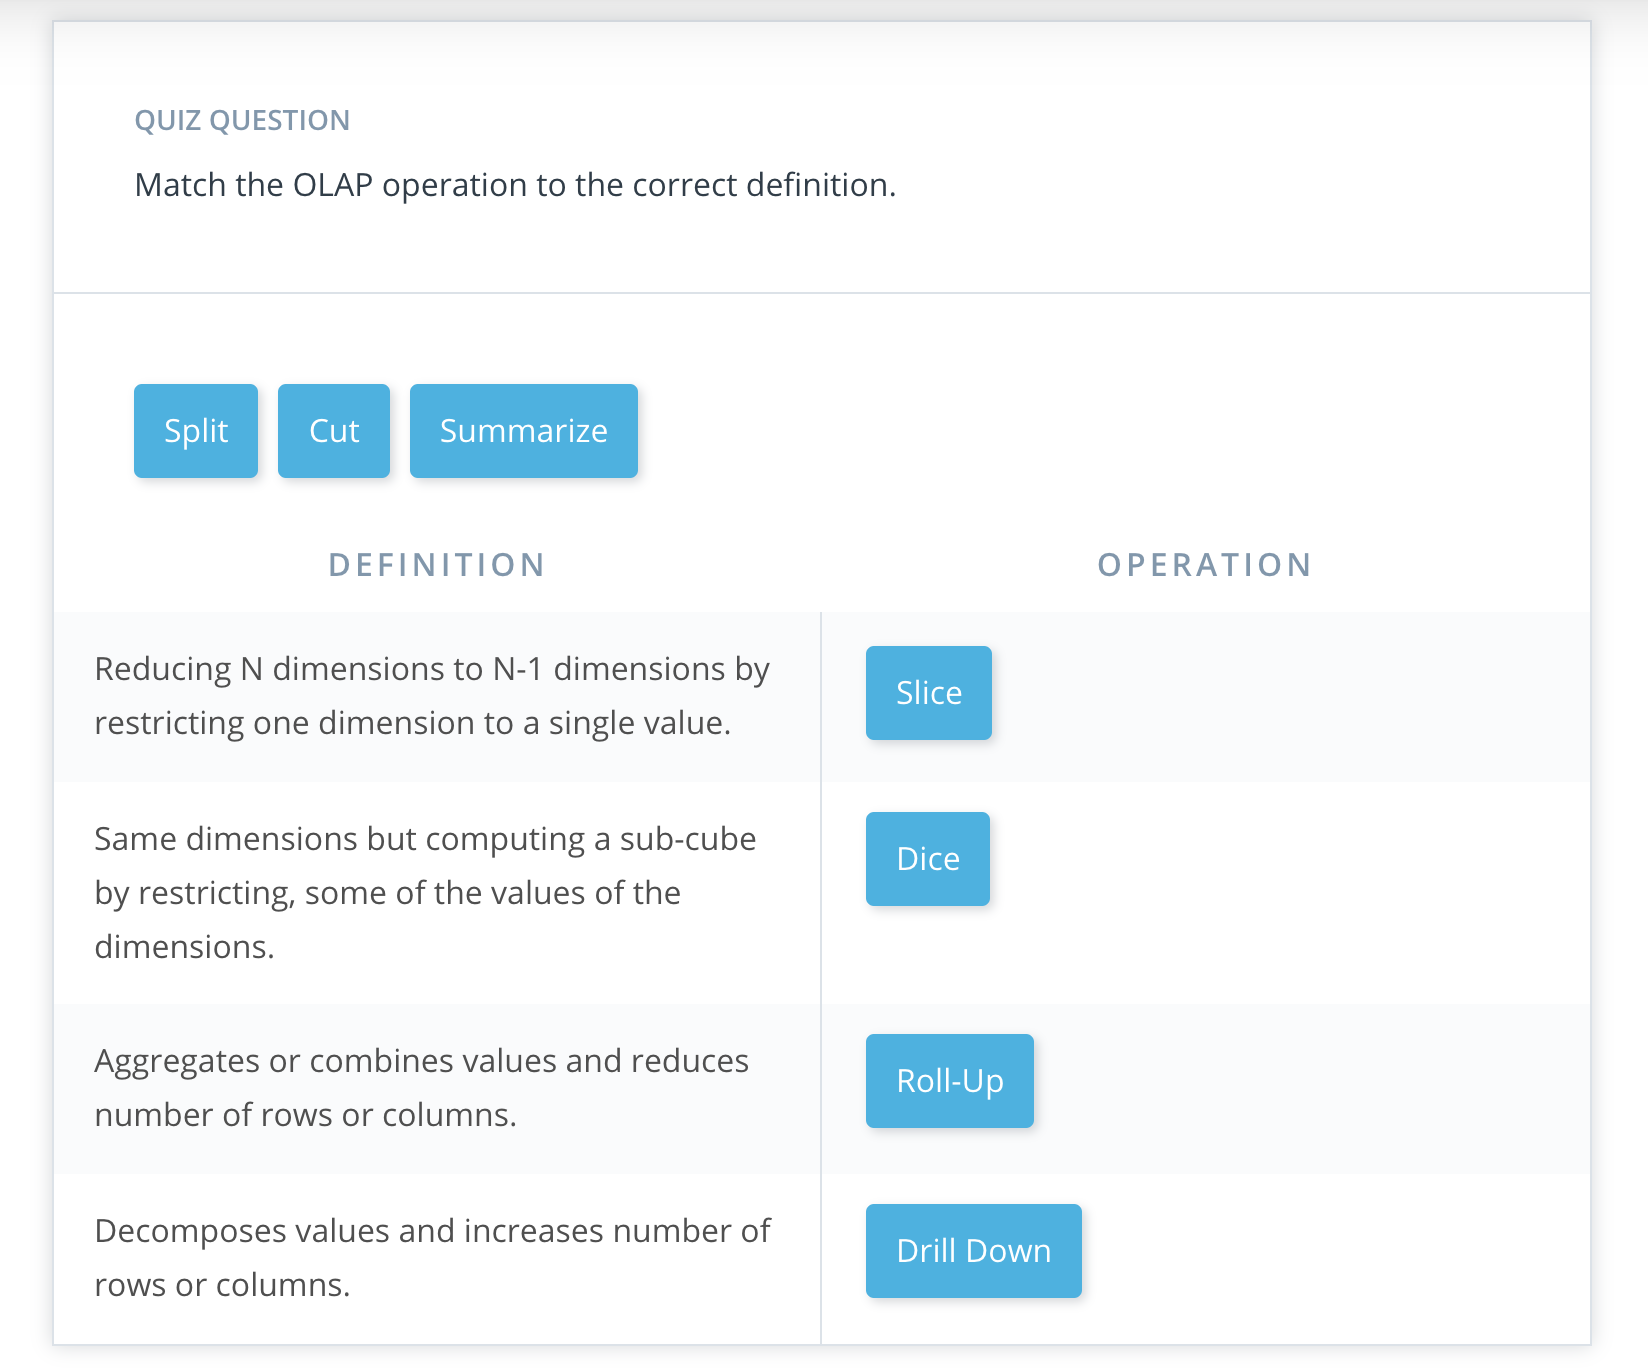 QUIZ QUESTION
Match the OLAP operation to the correct definition.
Split Cut Summarize
DEFINITION OPERATION
Reducing N dimensions to N-1 dimensions by
restricting one dimension to a single value.
Slice
Same dimensions but computing a sub-cube
by restricting, some of the values of the
dimensions.
Dice
Aggregates or combines values and reduces
number of rows or columns.
Roll-Up
Decomposes values and increases number of
rows or columns.
Drill Down